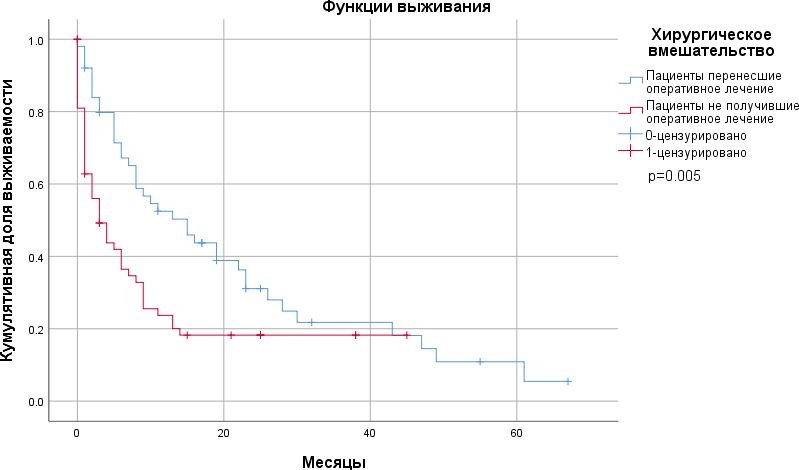 Функции выживания
Хирургическое
вмешательство
Пациенты перенесшие
оперативное лечение
Пациенты не получившие
оперативное лечение
0-цензурировано
1-цензурировано
p=0.005
Кумулятивная доля выживаемости
1.0
0.8
0.6
0.4
0.2
0.0
0
20
40
60
Месяцы